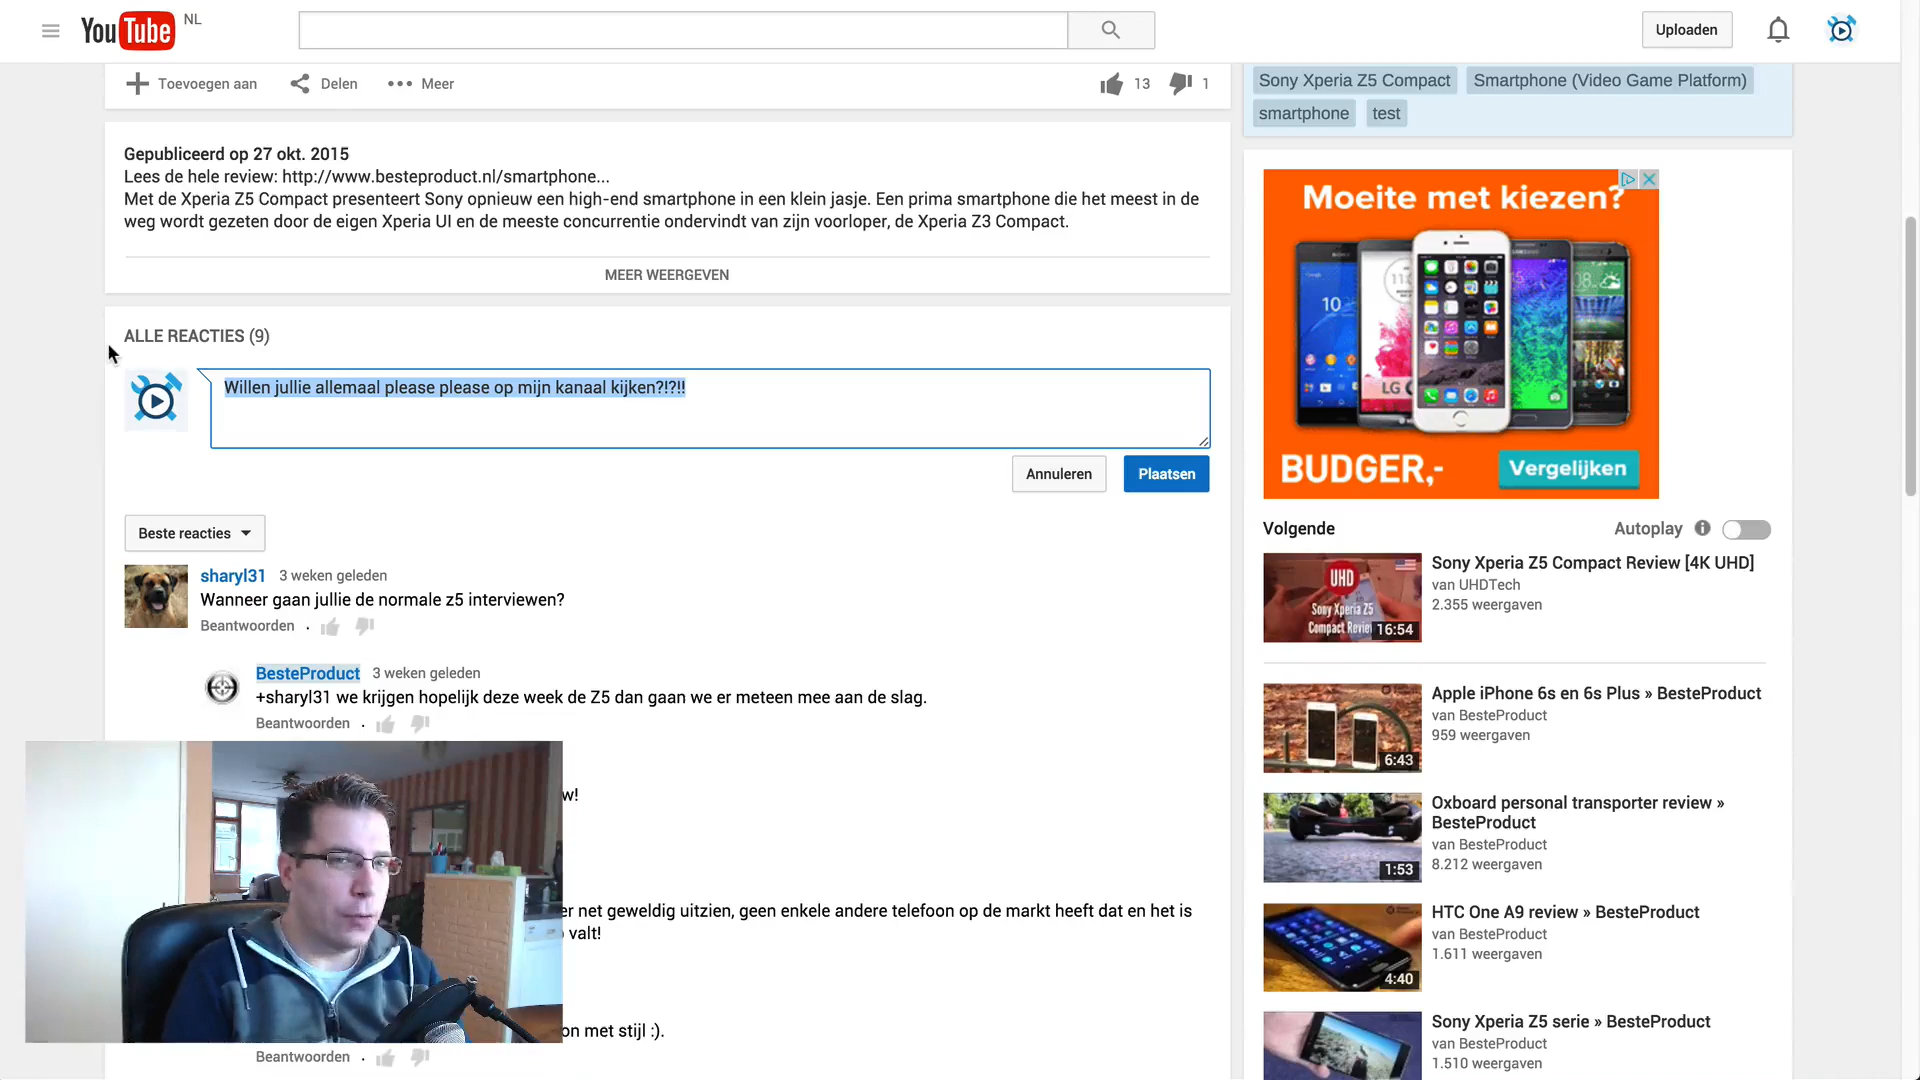 YouTube NL
Uploaden
Toevoegen aan Delen Meer 13 1
Gepubliceerd op 27 okt. 2015
Lees de hele review: http://www.besteproduct.nl/smartphone...
Met de Xperia Z5 Compact presenteert Sony opnieuw een high-end smartphone in een klein jasje. Een prima smartphone die het meest in de
weg wordt gezeten door de eigen Xperia UI en de meeste concurrentie ondervindt van zijn voorloper, de Xperia Z3 Compact.
MEER WEERGEVEN
ALLE REACTIES (9)
Willen jullie allemaal please please op mijn kanaal kijken?!?!!
Annuleren Plaatsen
Beste reacties
sharyl31 3 weken geleden
Wanneer gaan jullie de normale z5 interviewen?
Beantwoorden
BesteProduct 3 weken geleden
+sharyl31 we krijgen hopelijk deze week de Z5 dan gaan we er meteen mee aan de slag.
Beantwoorden
w!
er net geweldig uitzien, geen enkele andere telefoon op de markt heeft dat en het is
valt!
on met stijl :).
Beantwoorden
Sony Xperia Z5 Compact Smartphone (Video Game Platform)
smartphone test
Moeite met kiezen?
LG
BUDGER,-
Vergelijken
Volgende Autoplay
UHD
Sony Xperia Z5
Compact Review
16:54
Sony Xperia Z5 Compact Review [4K UHD]
van UHDTech
2.355 weergaven
6:43
Apple iPhone 6s en 6s Plus » BesteProduct
van BesteProduct
959 weergaven
1:53
Oxboard personal transporter review »
BesteProduct
van BesteProduct
8.212 weergaven
4:40
HTC One A9 review » BesteProduct
van BesteProduct
1.611 weergaven
Sony Xperia Z5 serie » BesteProduct
van BesteProduct
1.510 weergaven